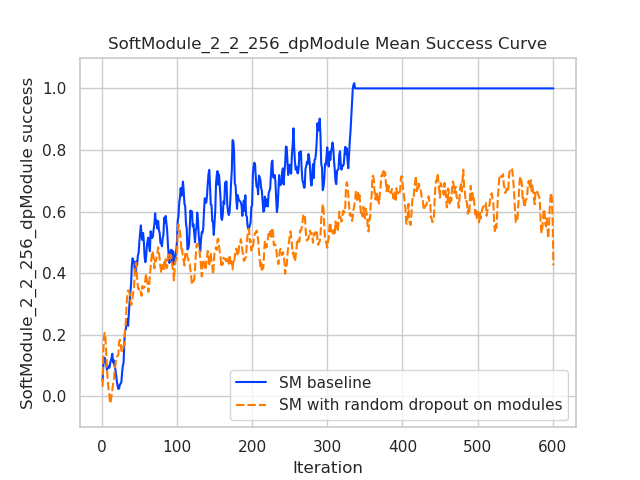 SoftModule_2_2_256_dpModule Mean Success Curve
SoftModule_2_2_256_dpModule success
1.0
0.8
0.6
0.4
0.2
0.0
SM baseline
SM with random dropout on modules
0 100 200 300 400 500 600
Iteration